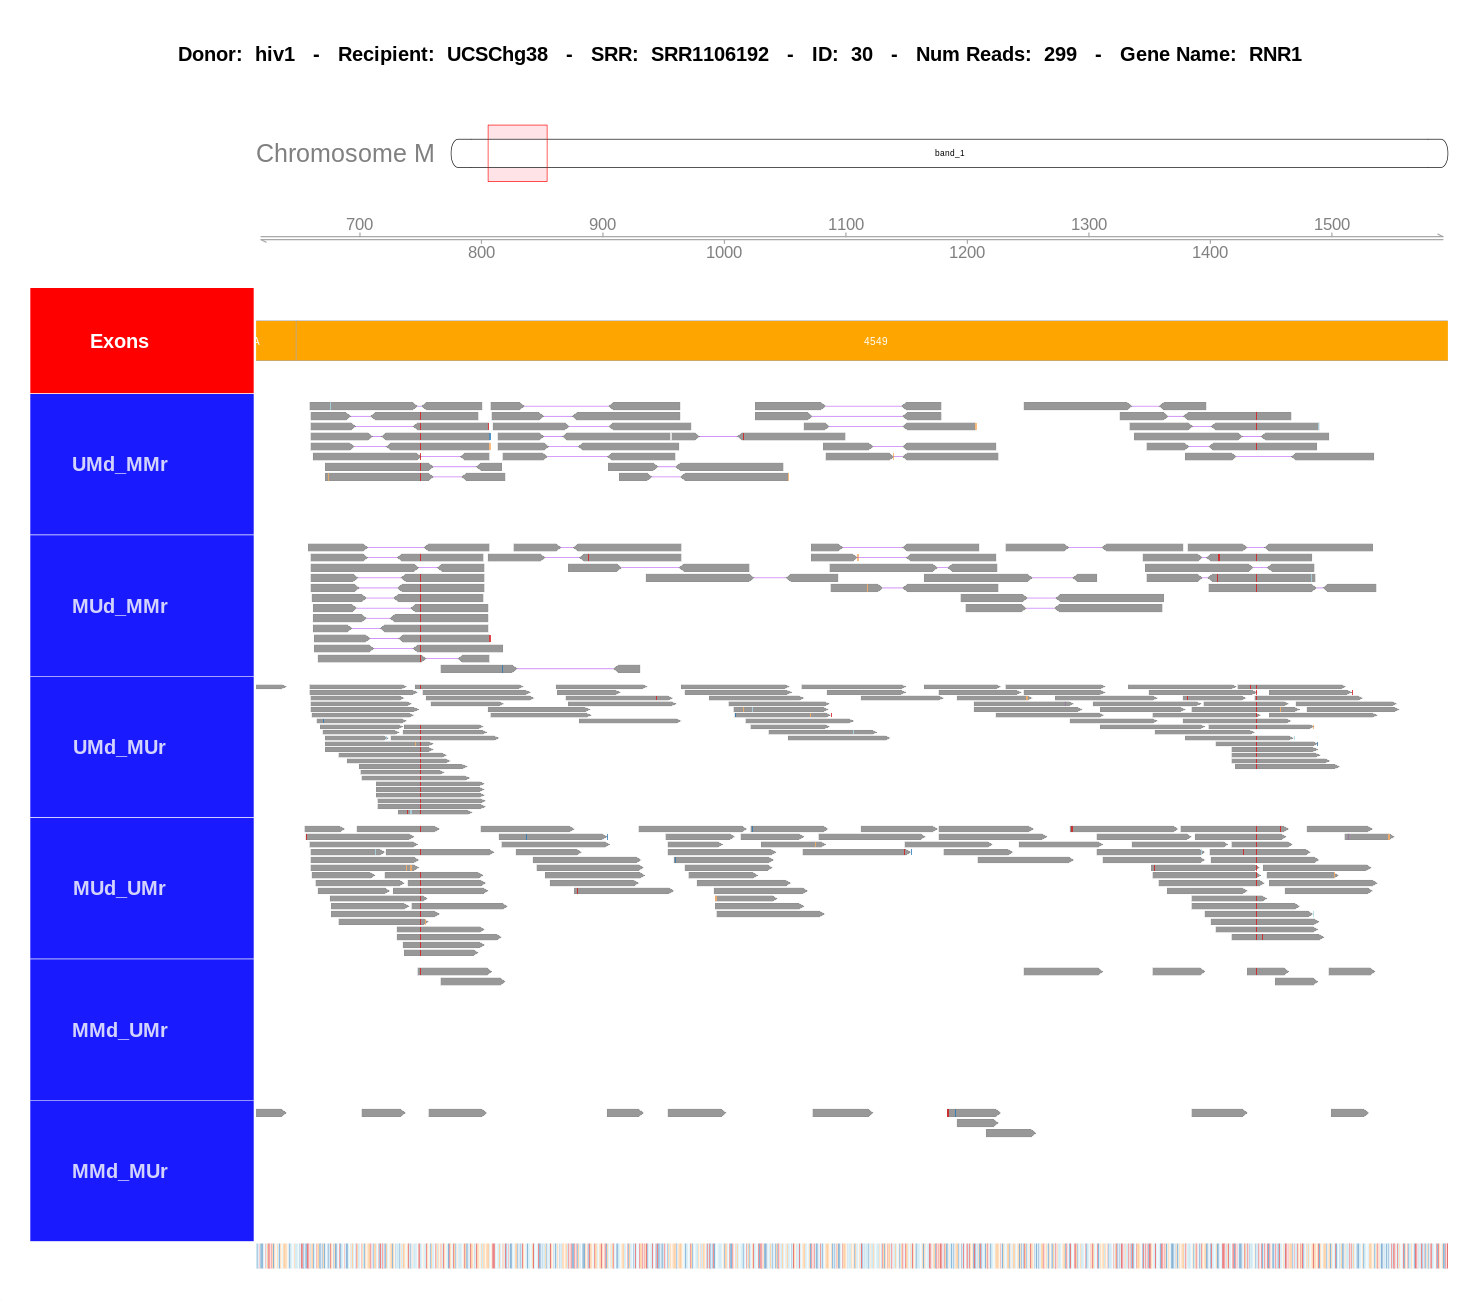 Donor: hiv1 - Recipient: UCSChg38 - SRR: SRR1106192 - ID: 30 - Num Reads: 299 - Gene Name: RNR1
Chromosome M
band_1
700 900 1100 1300 1500
800 1000 1200 1400
Exons
A
4549
UMd_MMr
MUd_MMr
UMd_MUr
MUd_UMr
MMd_UMr
MMd_MUr